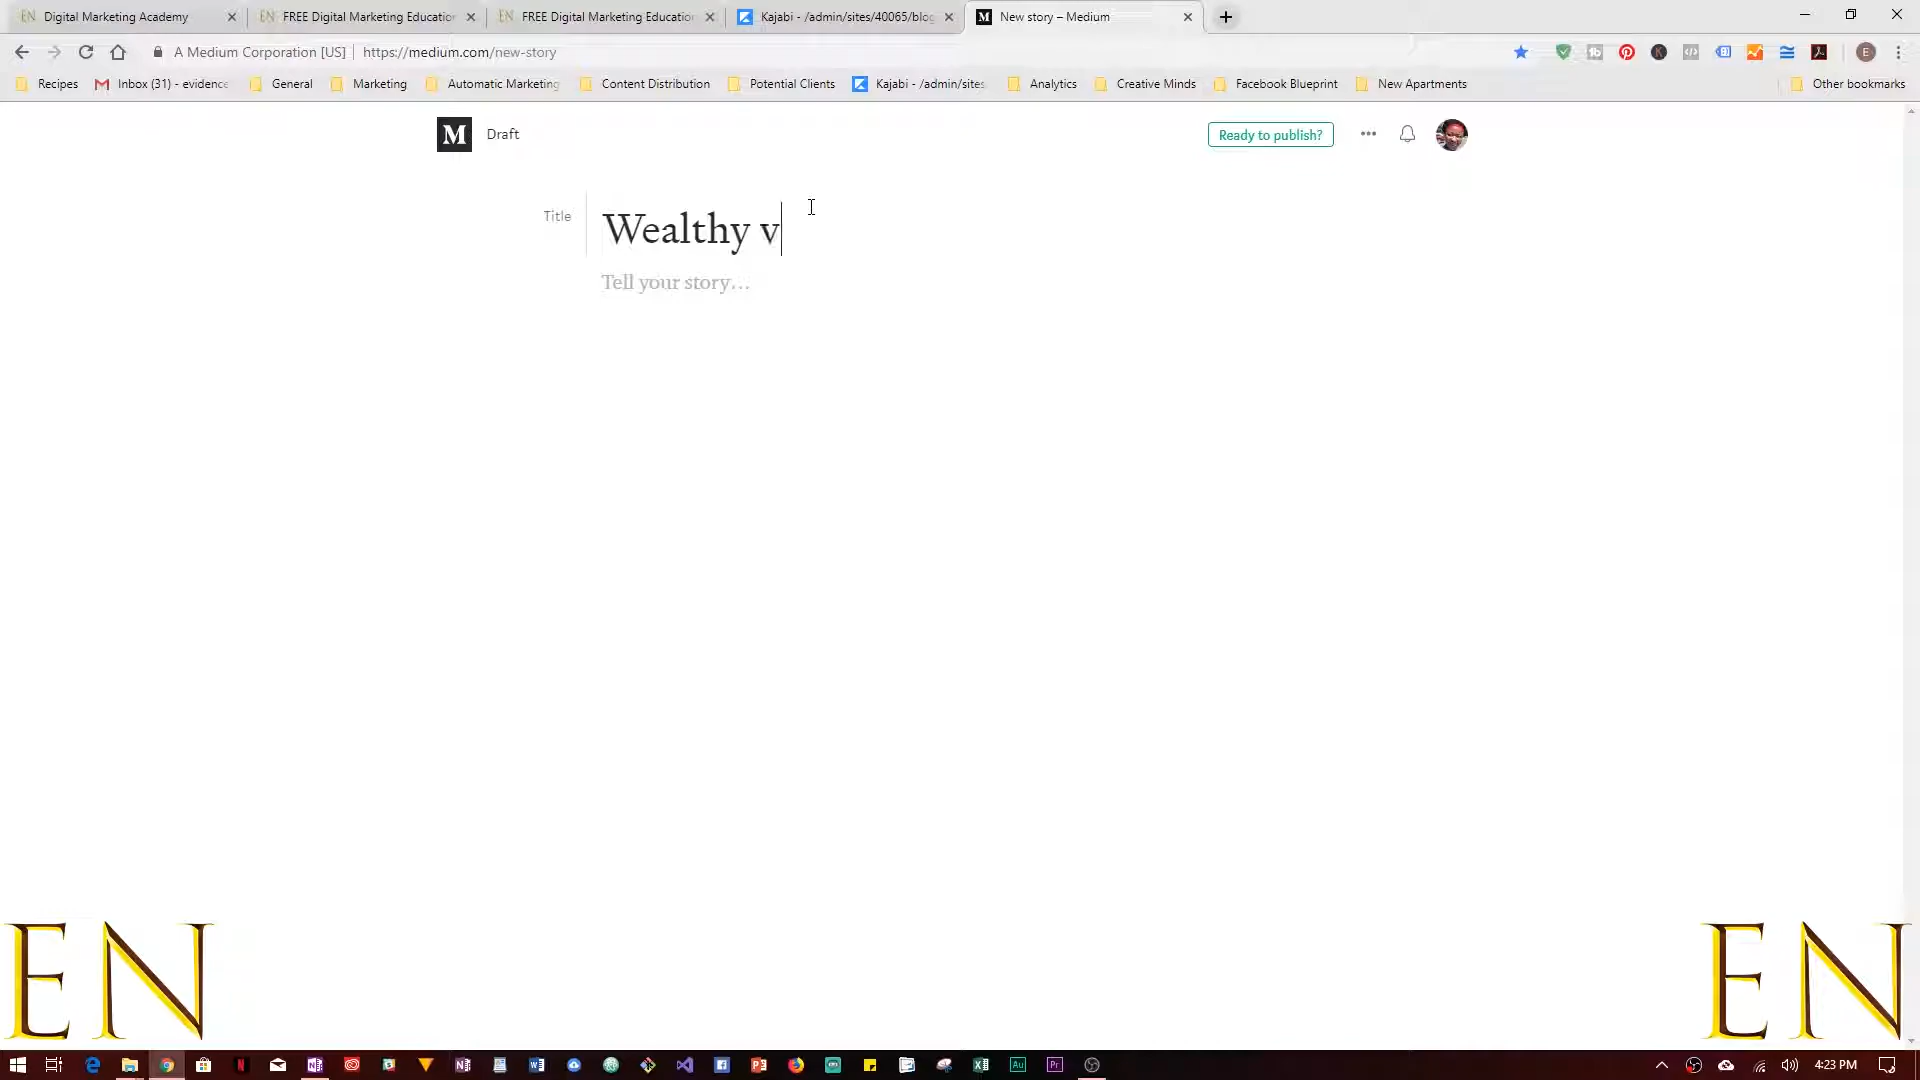 Digital Marketing Academy
FREE Digital Marketing Educatio
FREE Digital Marketing Educatio
Kajabi - /admin/sites/40065/blog
New story – Medium
A Medium Corporation [US]
https://medium.com/new-story
Recipes
Inbox (31) - evidence
General
Marketing
Automatic Marketing
Content Distribution
Potential Clients
Kajabi - /admin/sites
Analytics
Creative Minds
Facebook Blueprint
New Apartments
Other bookmarks
M
Draft
Ready to publish?
Title
Wealthy v
Tell your story…
EN
EN
4:23 PM